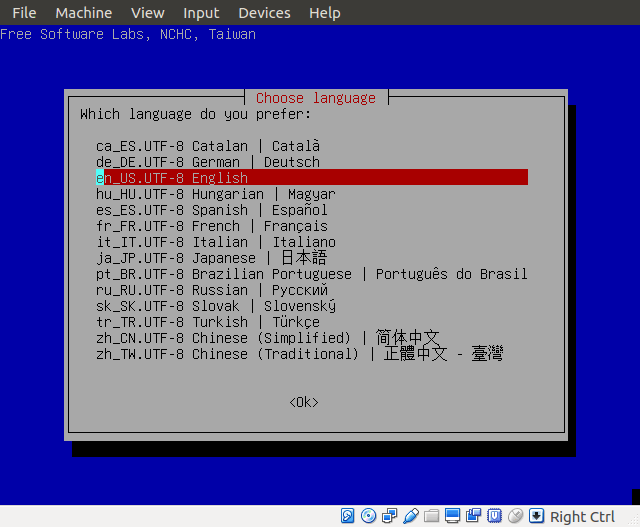 File Machine View Input Devices Help
Free Software Labs, NCHC, Taiwan
Choose language
Which language do you prefer:
ca_ES.UTF-8 Catalan | Català
de_DE.UTF-8 German | Deutsch
en_US.UTF-8 English
hu_HU.UTF-8 Hungarian | Magyar
es_ES.UTF-8 Spanish | Español
fr_FR.UTF-8 French | Français
it_IT.UTF-8 Italian | Italiano
ja_JP.UTF-8 Japanese | 日本語
pt_BR.UTF-8 Brazilian Portuguese | Português do Brasil
ru_RU.UTF-8 Russian | Русский
sk_SK.UTF-8 Slovak | Slovenský
tr_TR.UTF-8 Turkish | Türkçe
zh_CN.UTF-8 Chinese (Simplified) | 简体中文
zh_TW.UTF-8 Chinese (Traditional) | 正體中文 - 臺灣
<Ok>
Right Ctrl